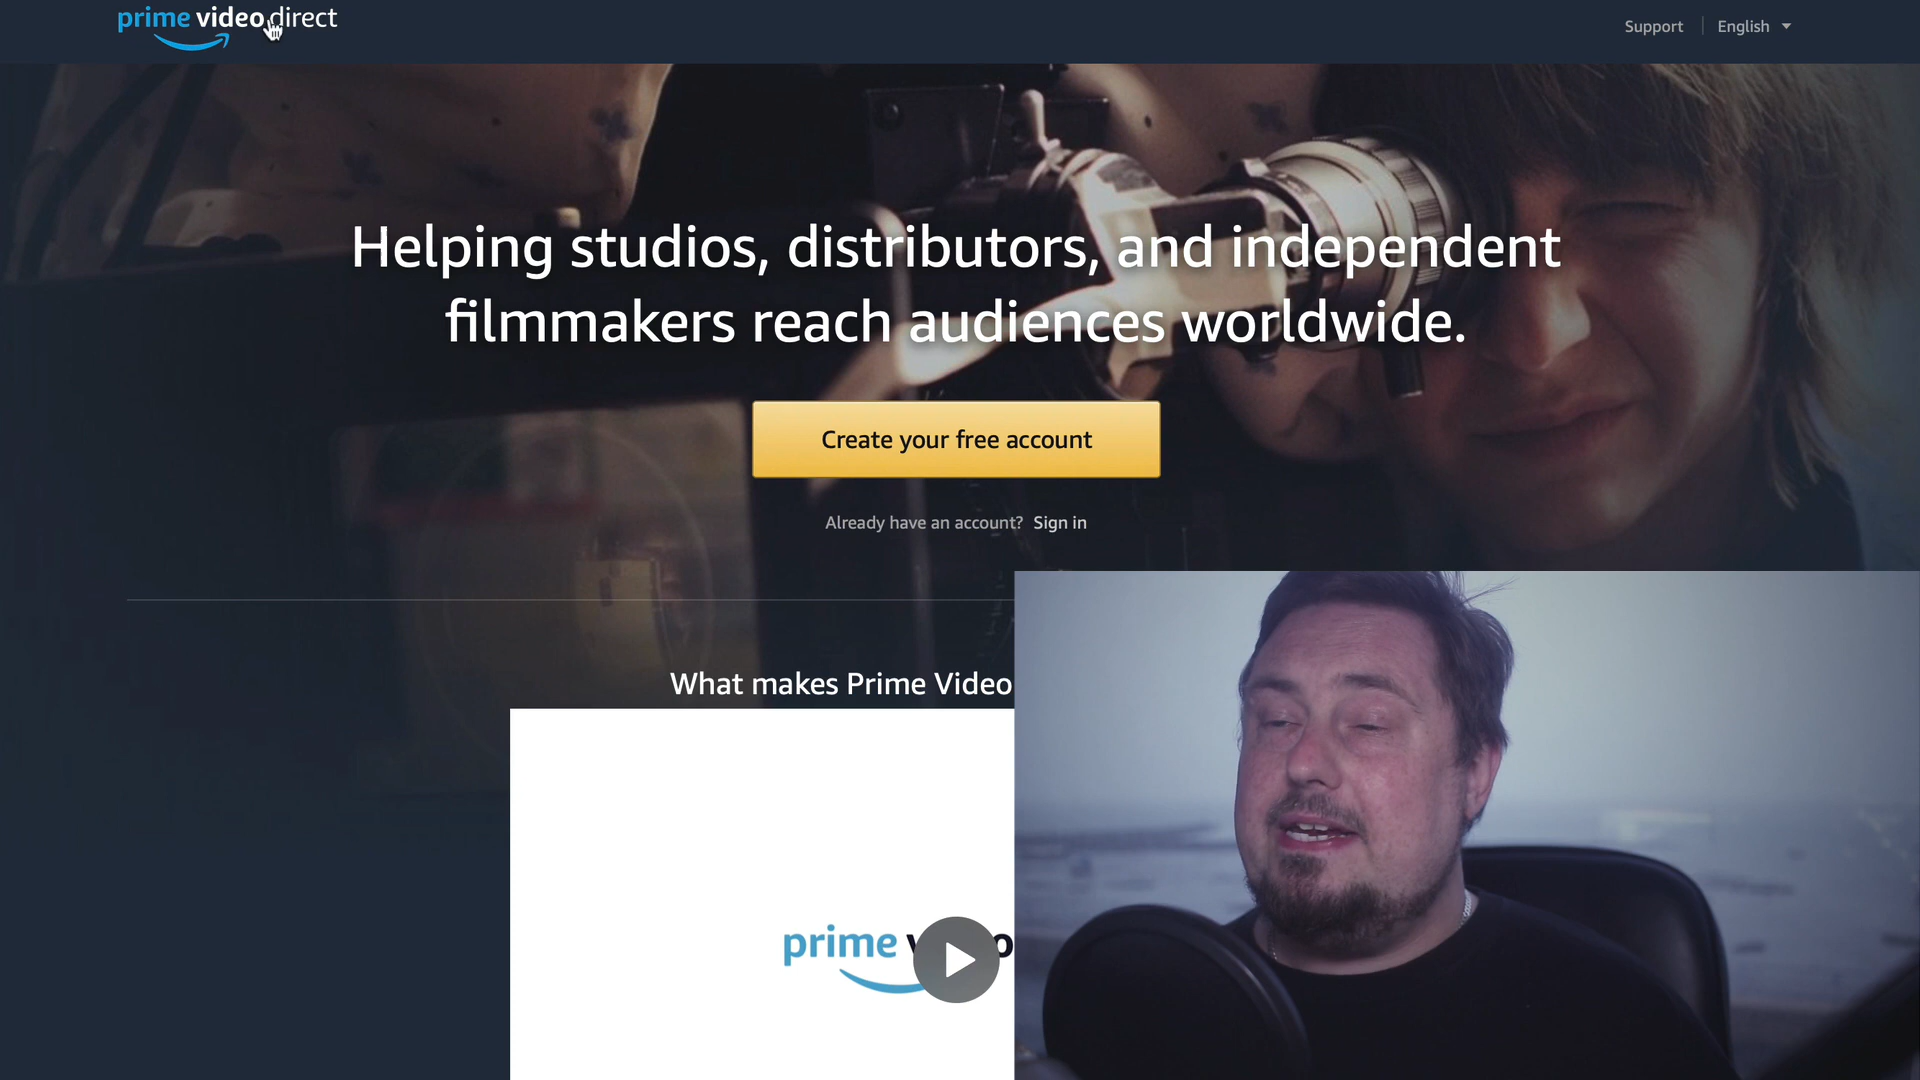 prime video direct
Support
English
Helping studios, distributors, and independent
filmmakers reach audiences worldwide.
Create your free account
Already have an account? Sign in
What makes Prime Video
prime